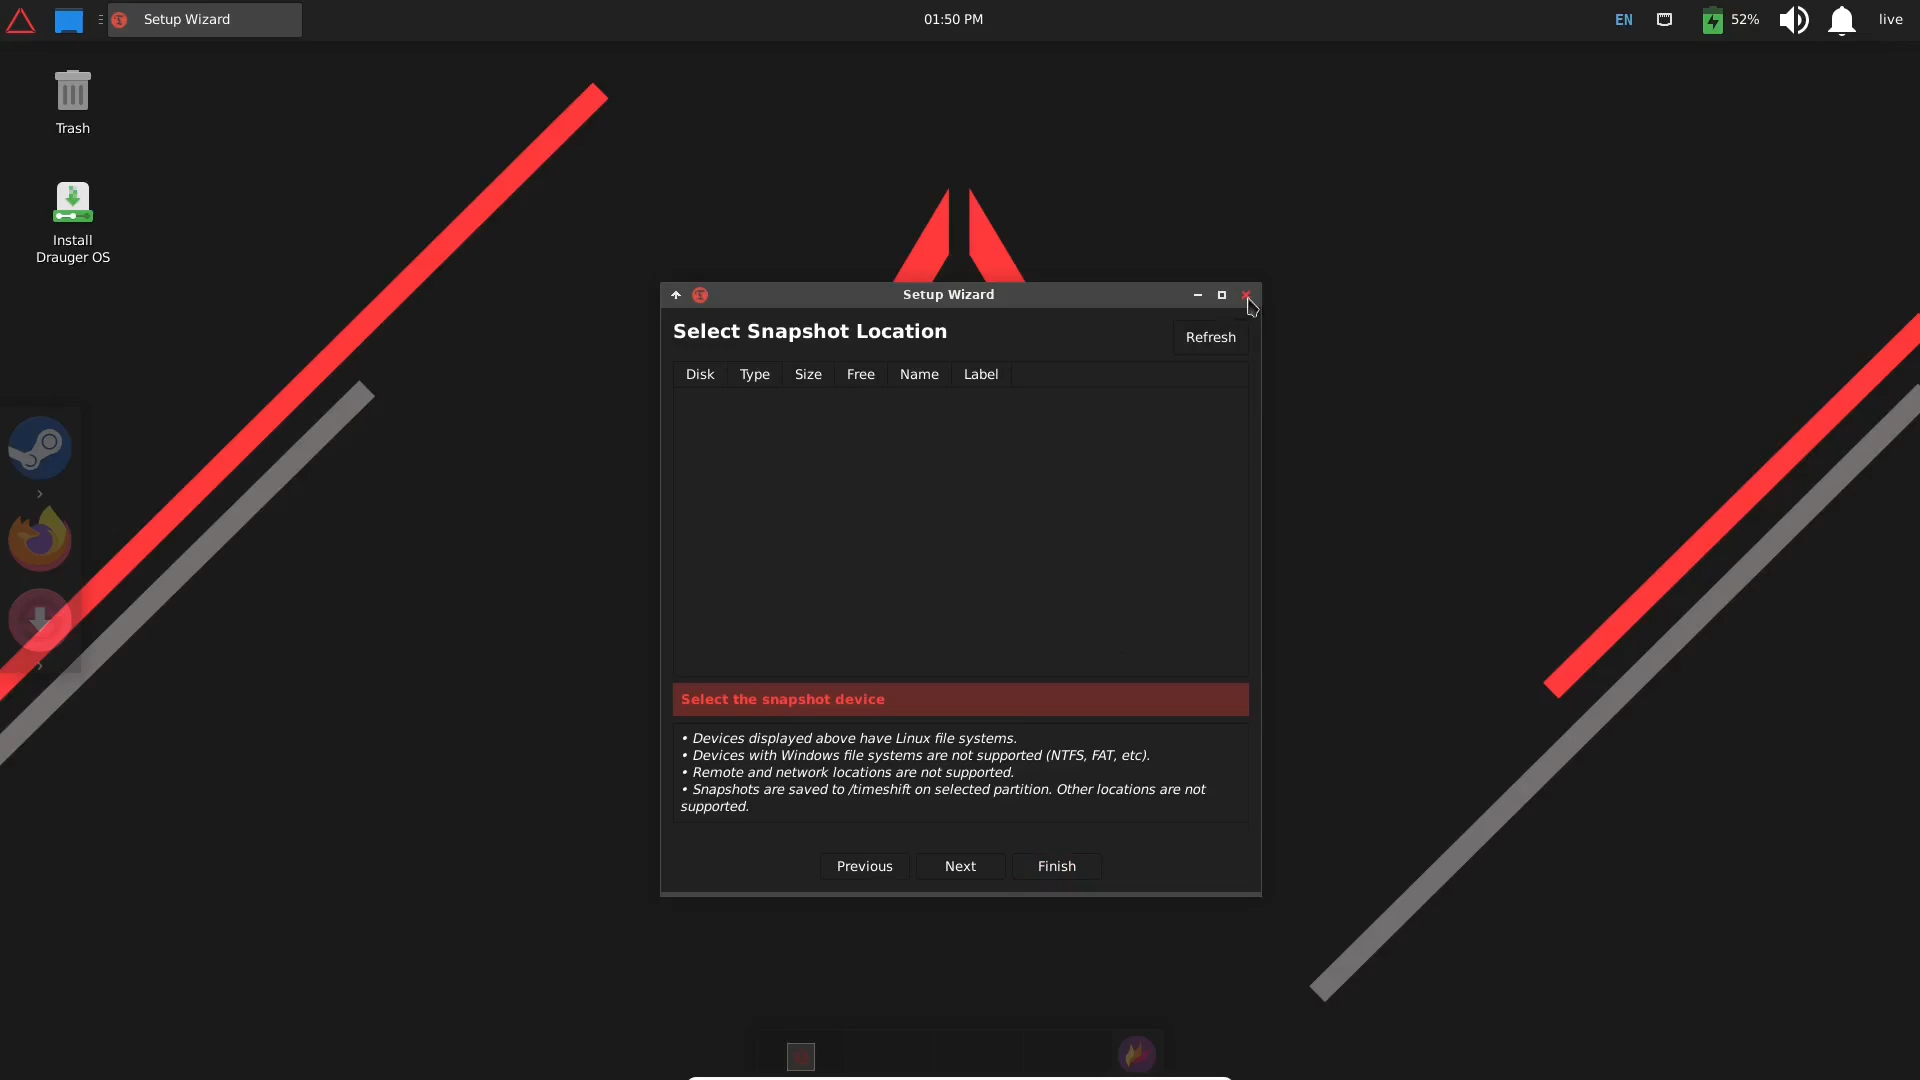 Setup Wizard
01:50 PM
EN
52%
live
Trash
Install
Drauger OS
Setup Wizard
Select Snapshot Location
Refresh
Disk Type Size Free Name Label
Select the snapshot device
• Devices displayed above have Linux file systems.
• Devices with Windows file systems are not supported (NTFS, FAT, etc).
• Remote and network locations are not supported.
• Snapshots are saved to /timeshift on selected partition. Other locations are not
supported.
Previous Next Finish